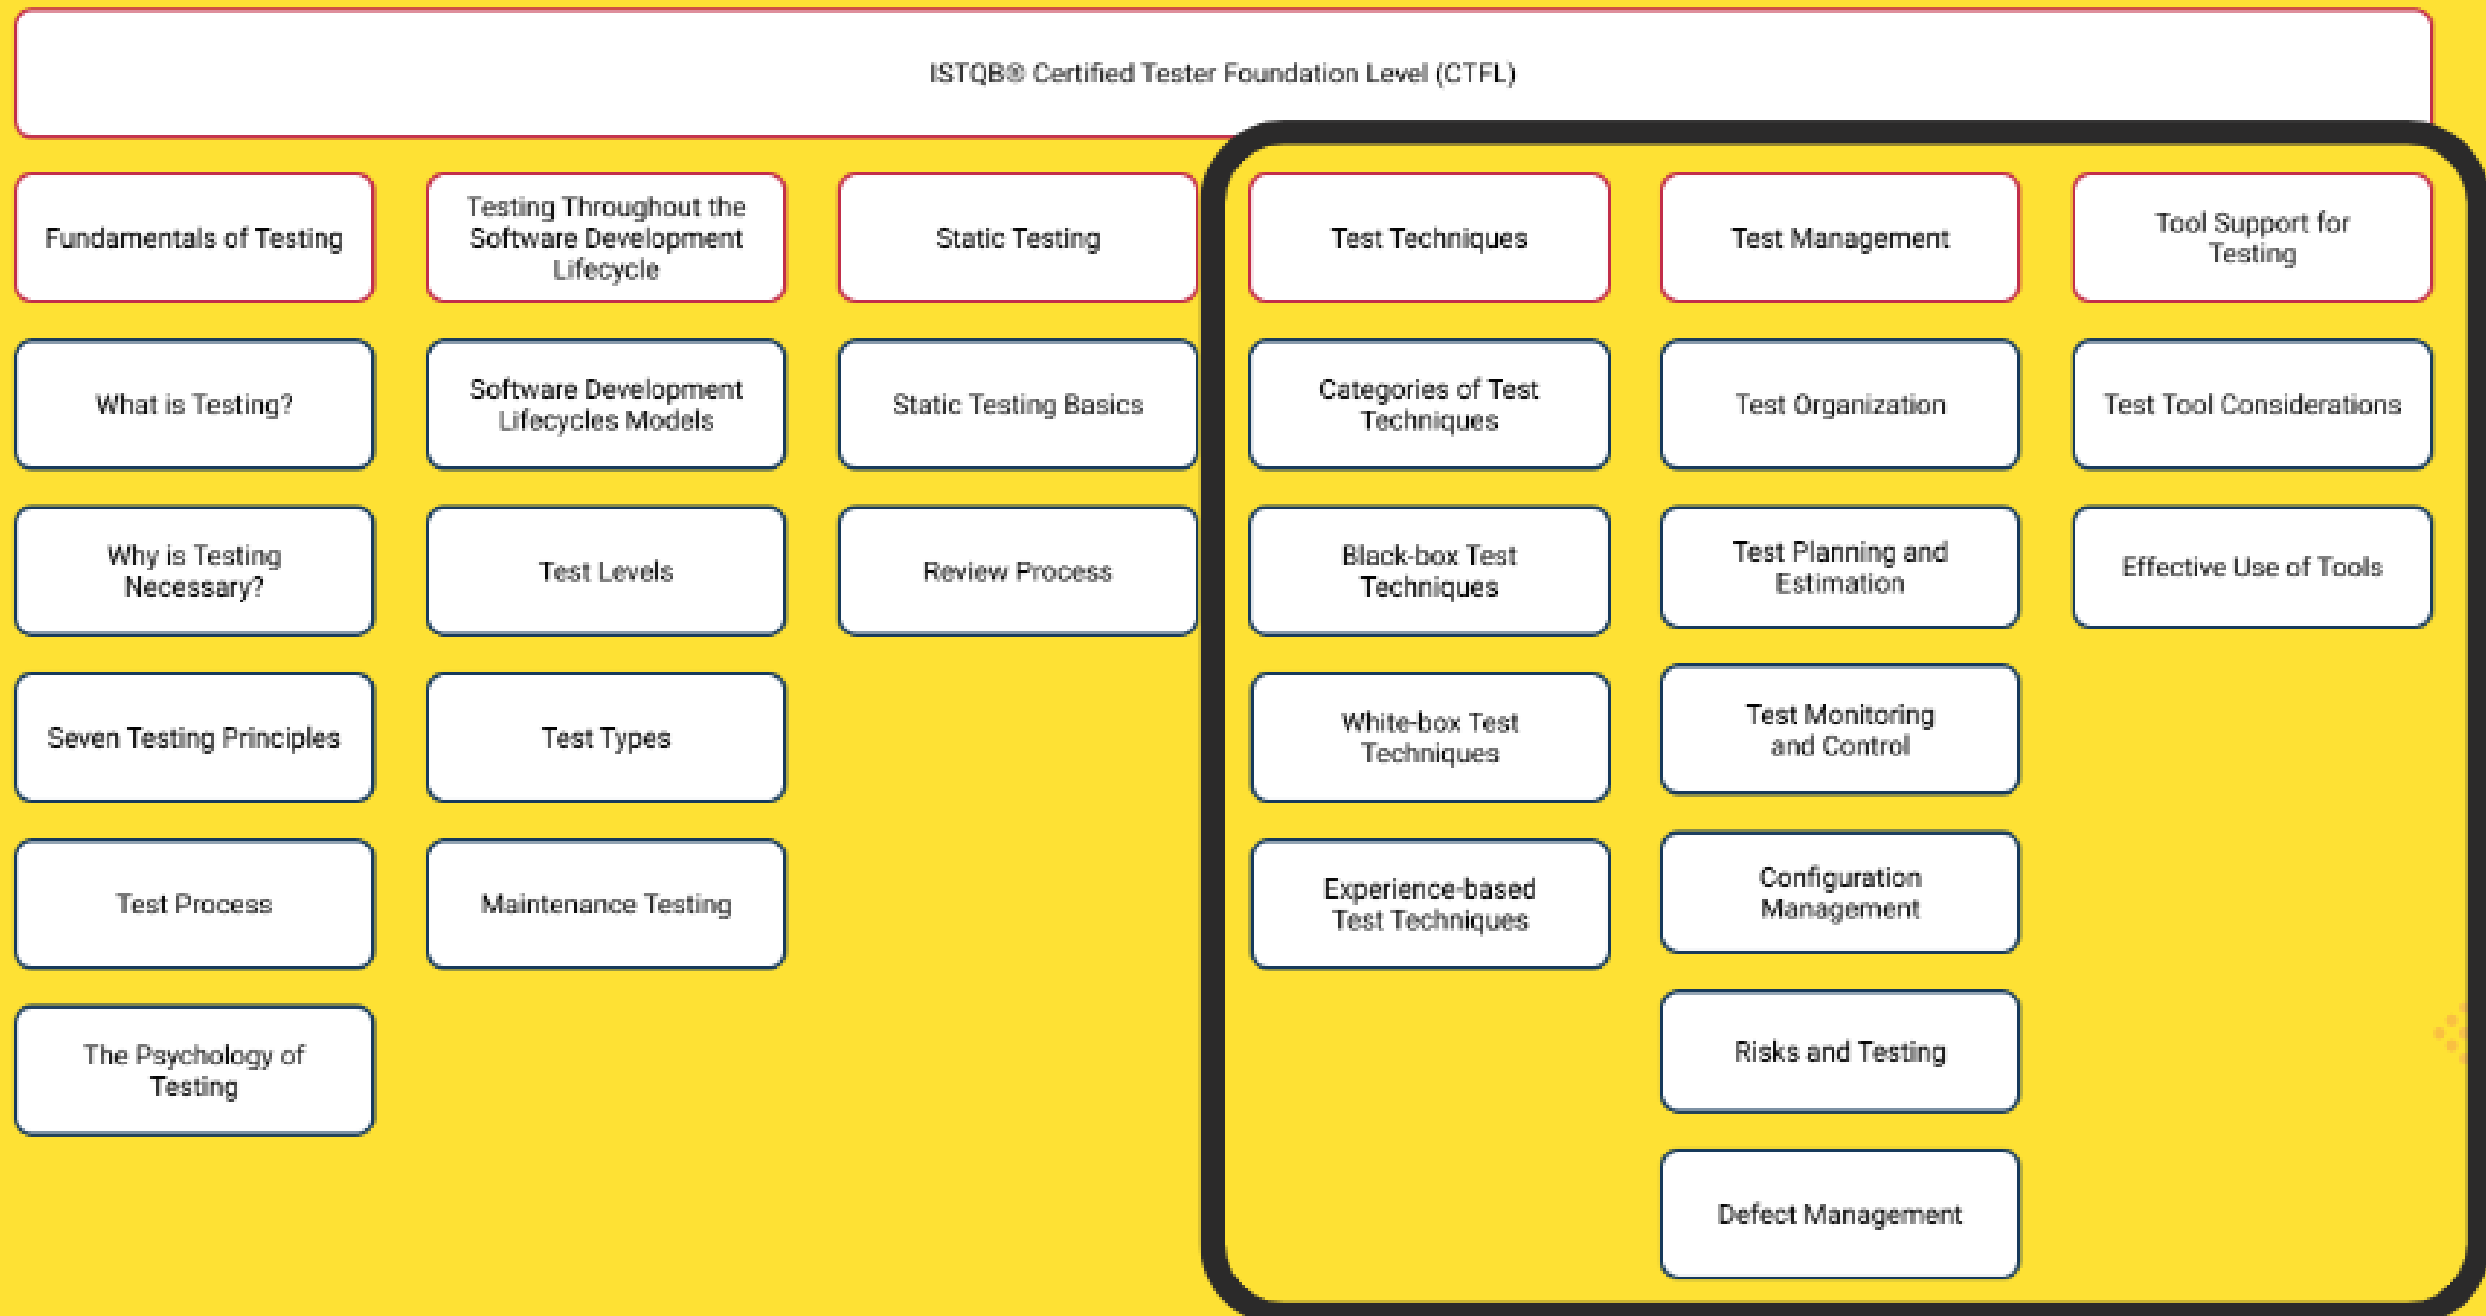 ISTQB® Certified Tester Foundation Level (CTFL)
Fundamentals of Testing
What is Testing?
Why is Testing
Necessary?
Seven Testing Principles
Test Process
The Psychology of
Testing
Testing Throughout the
Software Development
Lifecycle
Software Development
Lifecycles Models
Test Levels
Test Types
Maintenance Testing
Static Testing
Static Testing Basics
Review Process
Test Techniques
Categories of Test
Techniques
Black-box Test
Techniques
White-box Test
Techniques
Experience-based
Test Techniques
Test Management
Test Organization
Test Planning and
Estimation
Test Monitoring
and Control
Configuration
Management
Risks and Testing
Defect Management
Tool Support for
Testing
Test Tool Considerations
Effective Use of Tools